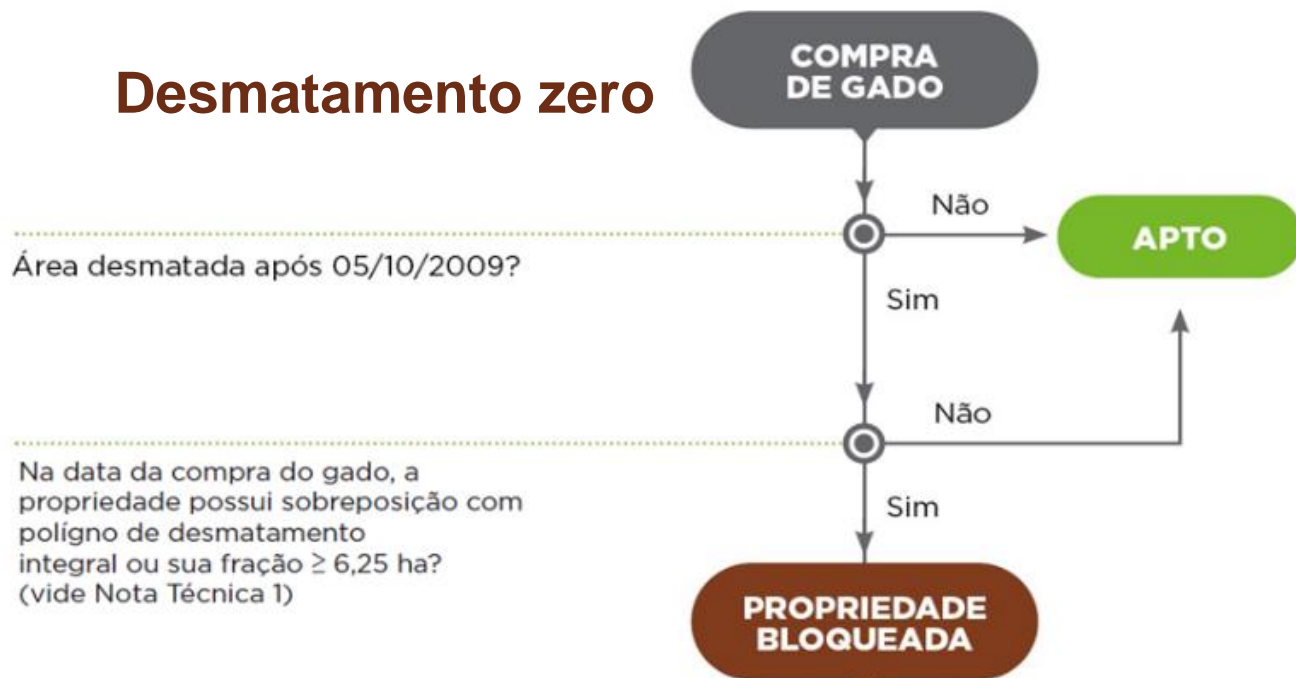 Desmatamento zero
COMPRA
DE GADO
Não
APTO
Área desmatada após 05/10/2009?
Sim
Não
Na data da compra do gado, a
propriedade possui sobreposição com
polígno de desmatamento
integral ou sua fração ≥ 6,25 ha?
(vide Nota Técnica 1)
Sim
PROPRIEDADE
BLOQUEADA